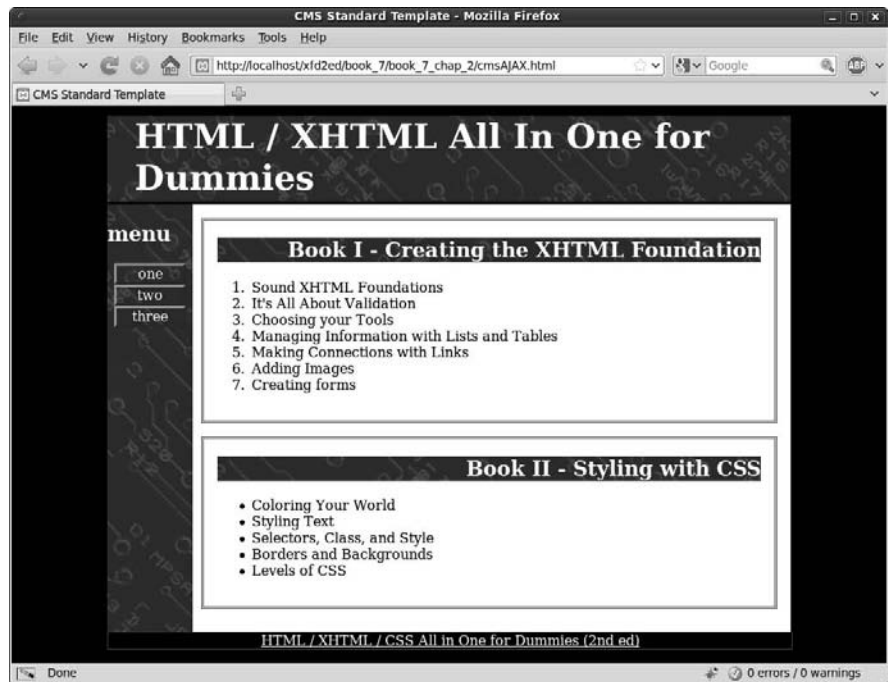 CMS Standard Template - Mozilla Firefox
File Edit View History Bookmarks Tools Help
http://localhost/xfd2ed/book_7/book_7_chap_2/cmsAJAX.html
Google
ABP
CMS Standard Template
HTML / XHTML All In One for
Dummies
menu
one
two
three
Book I - Creating the XHTML Foundation
1. Sound XHTML Foundations
2. It's All About Validation
3. Choosing your Tools
4. Managing Information with Lists and Tables
5. Making Connections with Links
6. Adding Images
7. Creating forms
Book II - Styling with CSS
• Coloring Your World
• Styling Text
• Selectors, Class, and Style
• Borders and Backgrounds
• Levels of CSS
HTML / XHTML / CSS All in One for Dummies (2nd ed)
Done
0 errors / 0 warnings